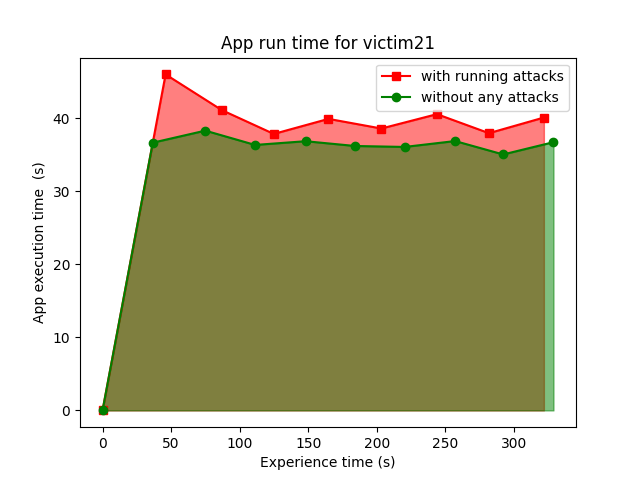 App run time for victim21
with running attacks
without any attacks
App execution time  (s)
40
30
20
10
0
0 50 100 150 200 250 300
Experience time (s)